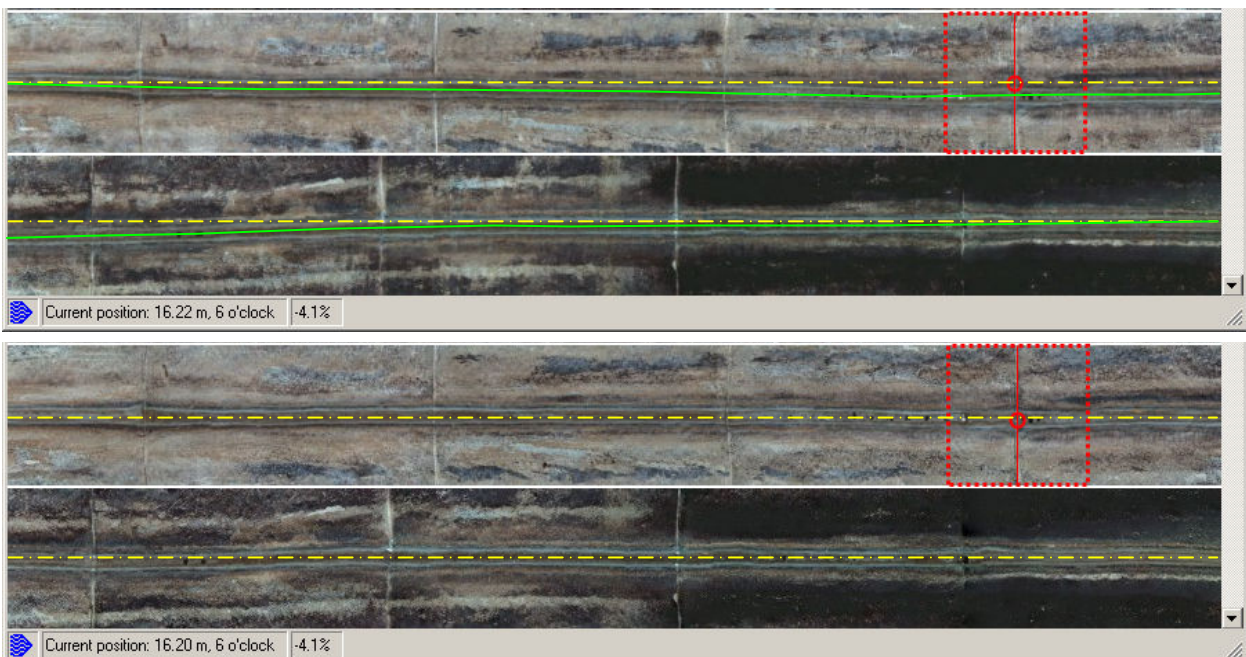 Current position: 16.22 m, 6 o'clock -4.1%
Current position: 16.20 m, 6 o'clock -4.1%